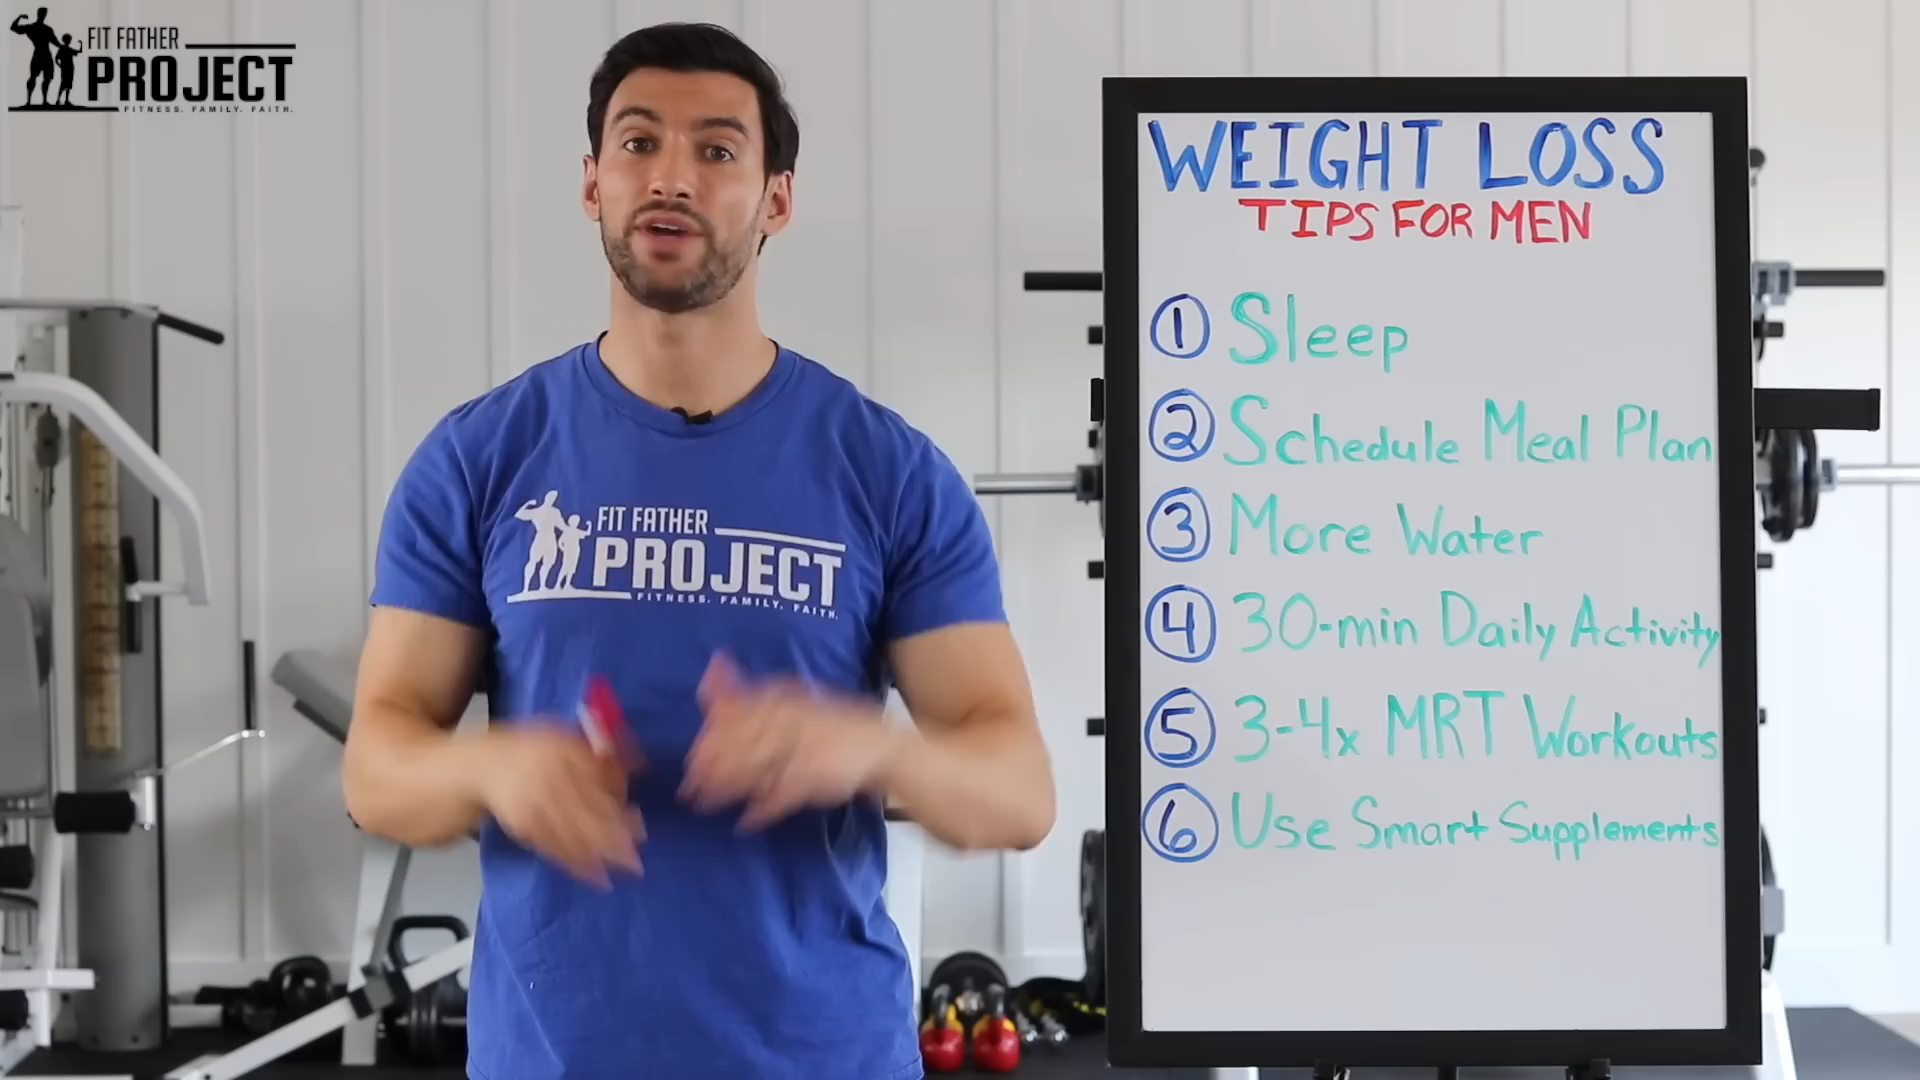 FIT FATHER
PROJECT
FITNESS. FAMILY. FAITH.
FIT FATHER
PROJECT
FITNESS. FAMILY. FAITH.
WEIGHT LOSS
TIPS FOR MEN
1 Sleep
2 Schedule Meal Plan
3 More Water
4 30-min Daily Activity
5 3-4x MRT Workouts
6 Use Smart Supplements